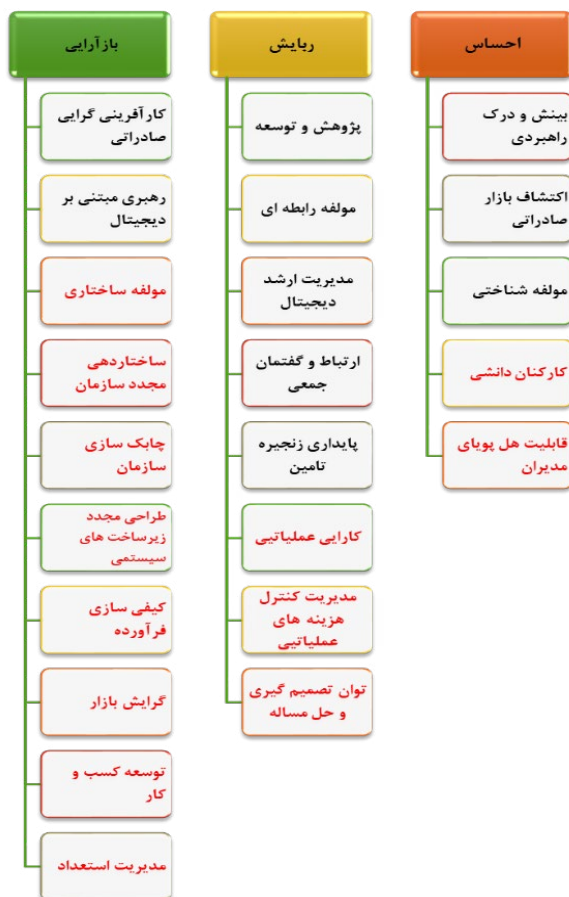 احساس
بینش و درک
راهبردی
اکتشاف بازار
صادراتی
مولفه شناختی
کارکنان دانشی
قابلیت هل پویای
مدیران
ربایش
پژوهش و توسعه
مولفه رابطه ای
مدیریت ارشد
دیجیتال
ارتباط و گفتمان
جمعی
پایداری زنجیره
تامین
کارایی عملیاتیی
مدیریت کنترل
هزینه های
عملیاتیی
توان تصمیم گیری
و حل مساله
بازآرایی
کارآفرینی گرایی
صادراتی
رهبری مبتنی بر
دیجیتال
مولفه ساختاری
ساختاردهی
مجدد سازمان
چابک سازی
سازمان
طراحی مجدد
زیرساخت های
سیستمی
کیفی سازی
فرآورده
گرایش بازار
توسعه کسب و
کار
مدیریت استعداد